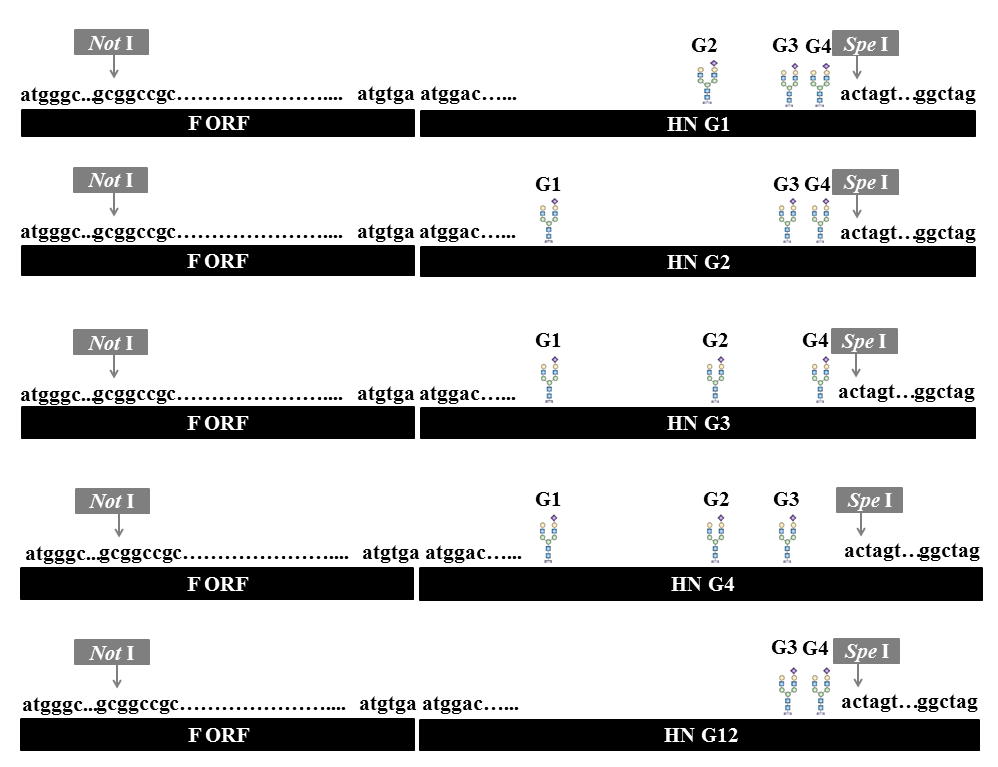 Not I G2 G3 G4 Spe I
atgggc...gcggccgc…………………….... atgtga atggac…... actagt…ggctag
F ORF HN G1
Not I G1 G3 G4 Spe I
atgggc...gcggccgc…………………….... atgtga atggac…... actagt…ggctag
F ORF HN G2
Not I G1 G2 G4 Spe I
atgggc...gcggccgc…………………….... atgtga atggac…... actagt…ggctag
F ORF HN G3
Not I G1 G2 G3 Spe I
atgggc...gcggccgc…………………….... atgtga atggac…... actagt…ggctag
F ORF HN G4
Not I G3 G4 Spe I
atgggc...gcggccgc…………………….... atgtga atggac…... actagt…ggctag
F ORF HN G12